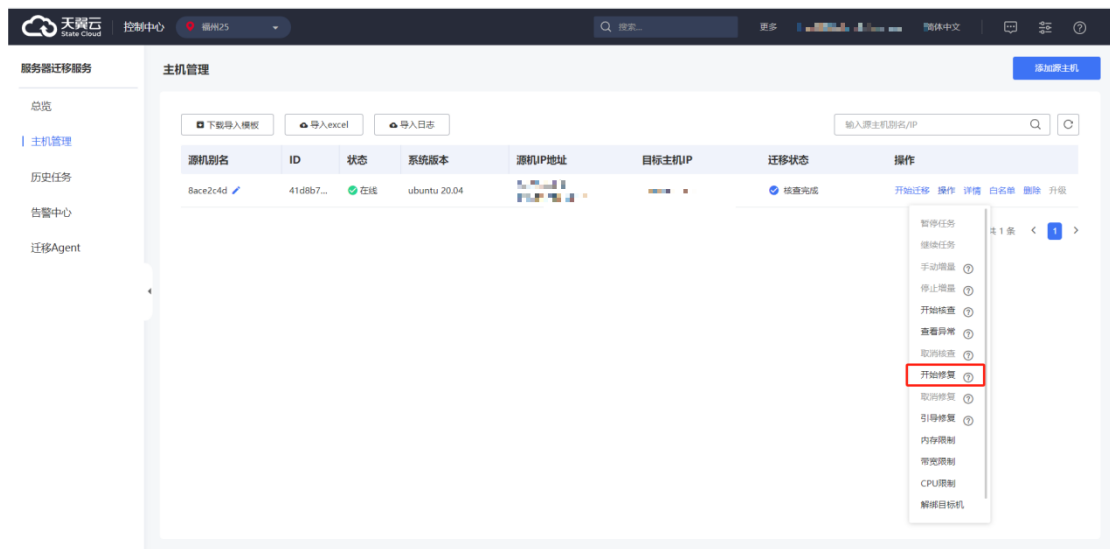 天翼云 State Cloud 控制中心 福州25 搜索... 更多 简体中文
服务器迁移服务
总览
主机管理
历史任务
告警中心
迁移Agent
主机管理
添加源主机
下载导入模板 导入excel 导入日志 输入源主机别名/IP
源机别名 ID 状态 系统版本 源机IP地址 目标主机IP 迁移状态 操作
8ace2c4d 41d8b7... 在线 ubuntu 20.04 核查完成 开始迁移 操作 详情 白名单 删除 升级
共 1 条 1
暂停任务
继续任务
手动增量
停止增量
开始核查
查看异常
取消核查
开始修复
取消修复
引导修复
内存限制
带宽限制
CPU限制
解绑目标机